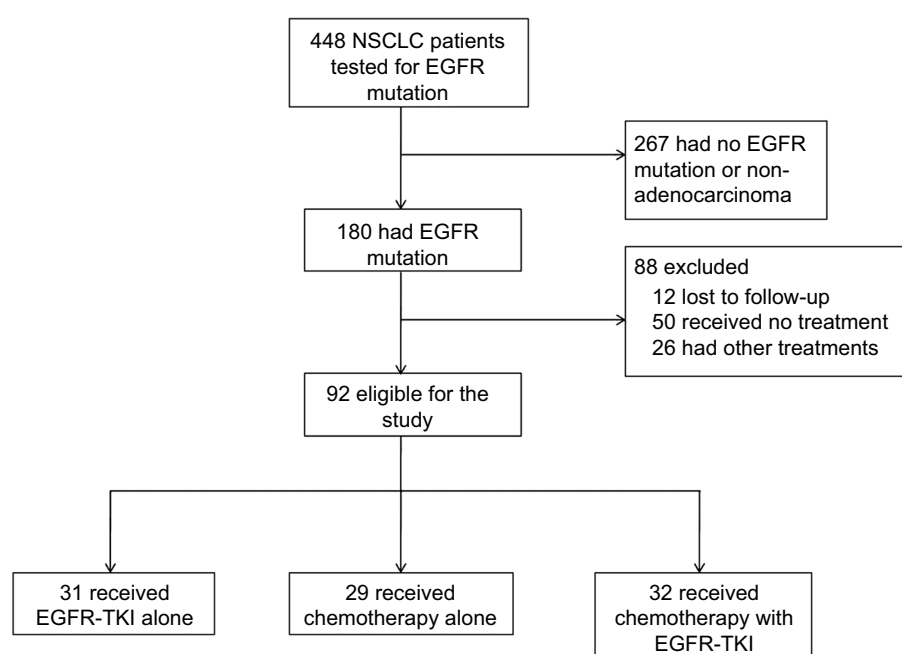 448 NSCLC patients
tested for EGFR
mutation
267 had no EGFR
mutation or non-
adenocarcinoma
180 had EGFR
mutation
88 excluded
12 lost to follow-up
50 received no treatment
26 had other treatments
92 eligible for the
study
31 received
EGFR-TKI alone
29 received
chemotherapy alone
32 received
chemotherapy with
EGFR-TKI